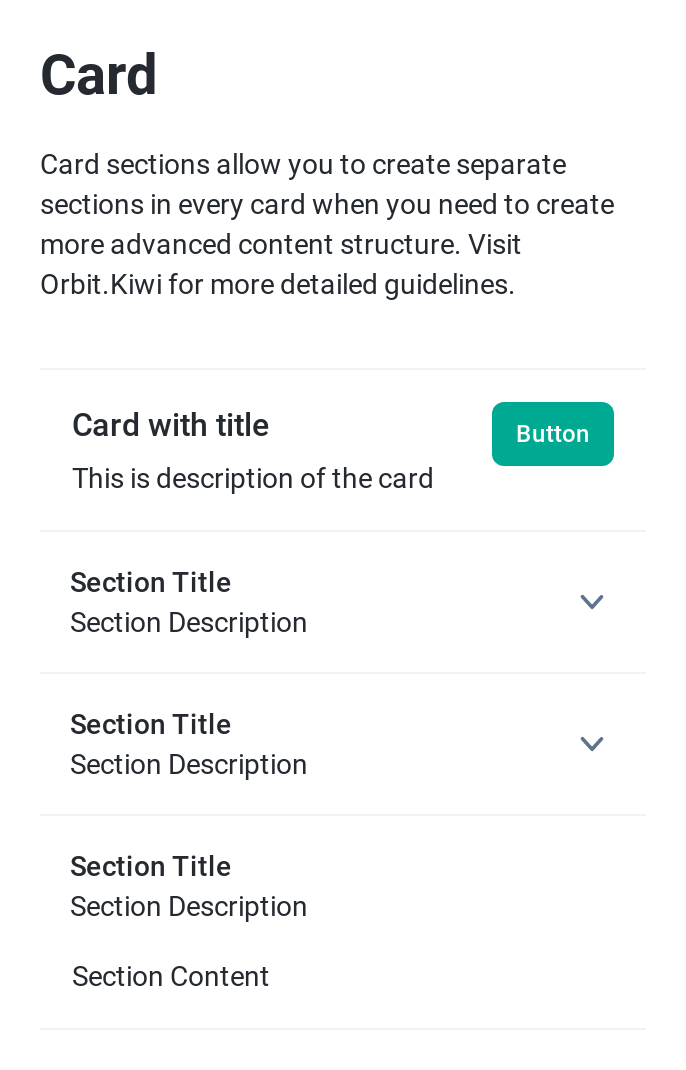 Card
Card sections allow you to create separate
sections in every card when you need to create
more advanced content structure. Visit
Orbit.Kiwi for more detailed guidelines.
Card with title
Button
This is description of the card
Section Title
Section Description
Section Title
Section Description
Section Title
Section Description
Section Content